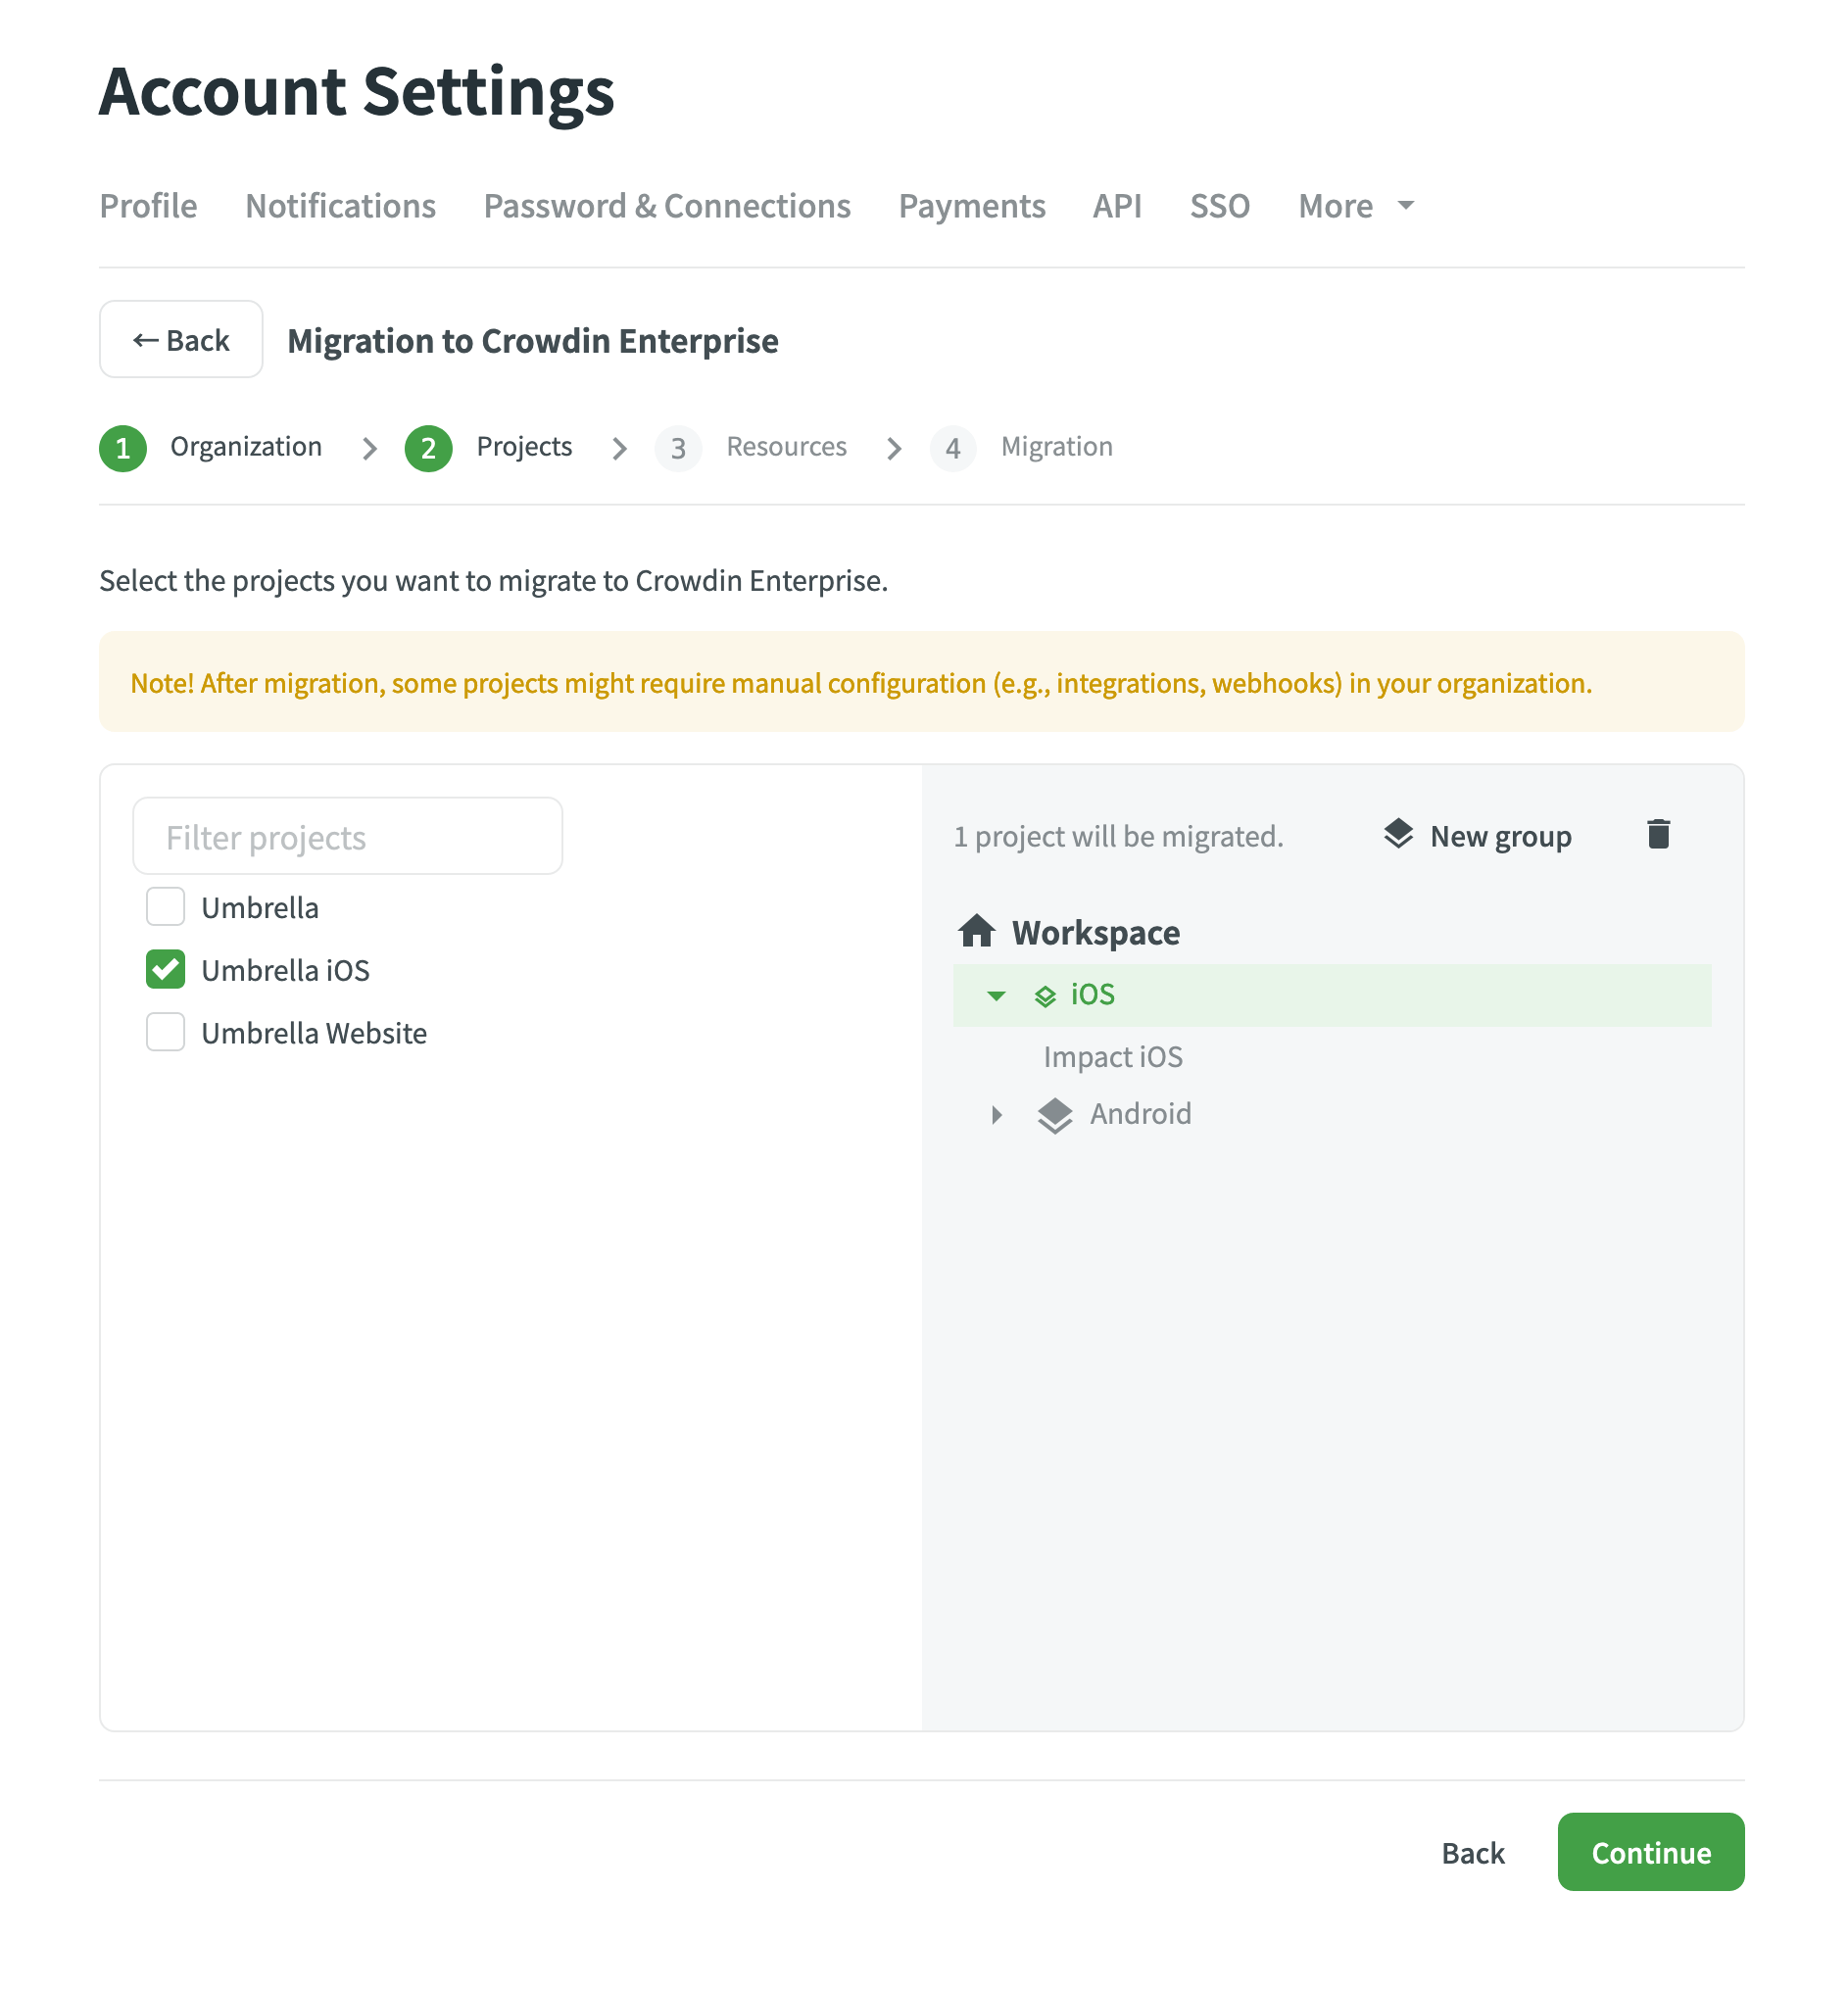 Account Settings
Profile Notifications Password & Connections Payments API SSO More
← Back Migration to Crowdin Enterprise
1 Organization 2 Projects 3 Resources 4 Migration
Select the projects you want to migrate to Crowdin Enterprise.
Note! After migration, some projects might require manual configuration (e.g., integrations, webhooks) in your organization.
Filter projects
Umbrella
Umbrella iOS
Umbrella Website
1 project will be migrated. New group
Workspace
iOS
Impact iOS
Android
Back Continue